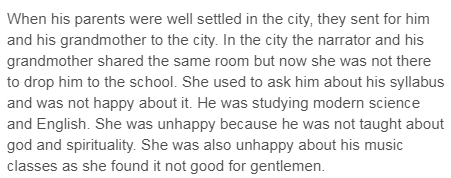 When his parents were well settled in the city, they sent for him
and his grandmother to the city. In the city the narrator and his
grandmother shared the same room but now she was not there
to drop him to the school. She used to ask him about his syllabus
and was not happy about it. He was studying modern science
and English. She was unhappy because he was not taught about
god and spirituality. She was also unhappy about his music
classes as she found it not good for gentlemen.